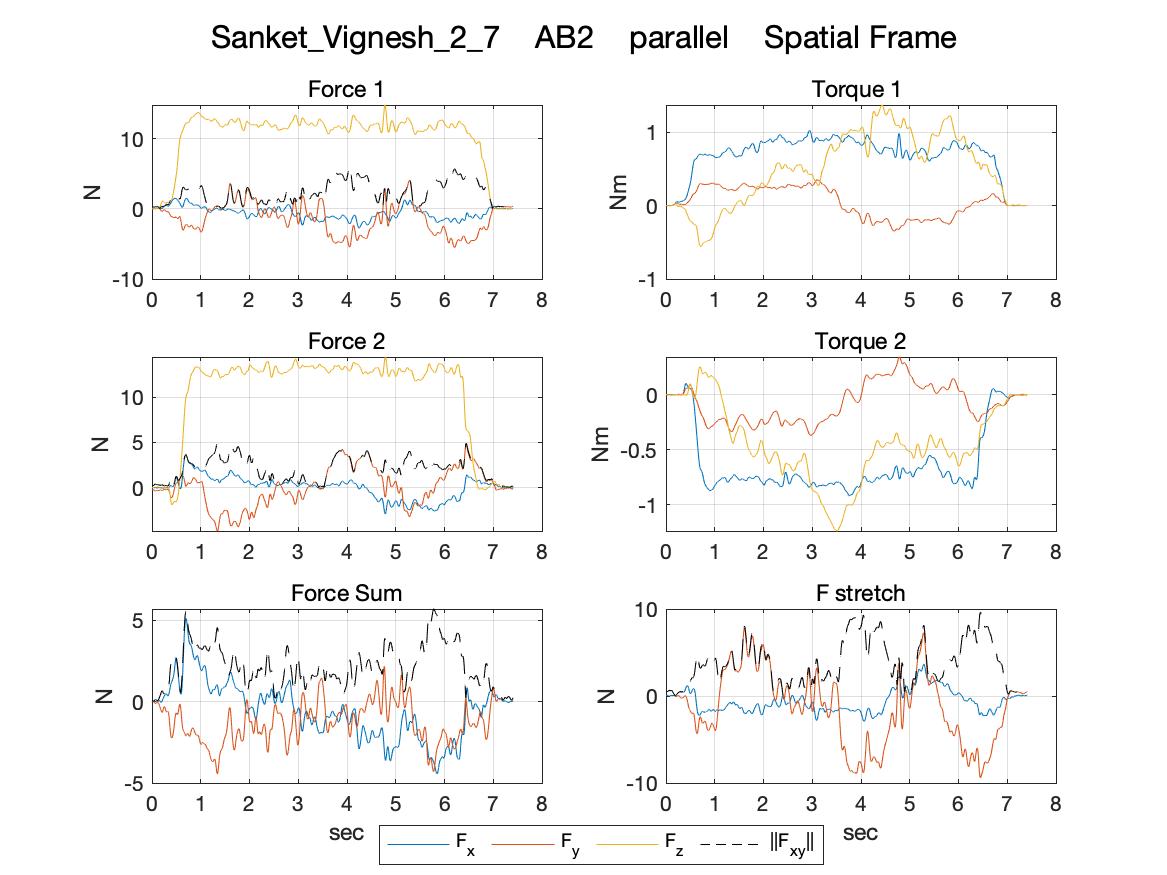 Sanket_Vignesh_2_7 AB2 parallel Spatial Frame
Force 1
N
10
0
-10
0 1 2 3 4 5 6 7 8
Torque 1
Nm
1
0
-1
0 1 2 3 4 5 6 7 8
Force 2
N
10
5
0
0 1 2 3 4 5 6 7 8
Torque 2
Nm
0
-0.5
-1
0 1 2 3 4 5 6 7 8
Force Sum
N
5
0
-5
0 1 2 3 4 5 6 7 8
sec
F stretch
N
10
0
-10
0 1 2 3 4 5 6 7 8
sec
F_x F_y F_z ||F_xy||